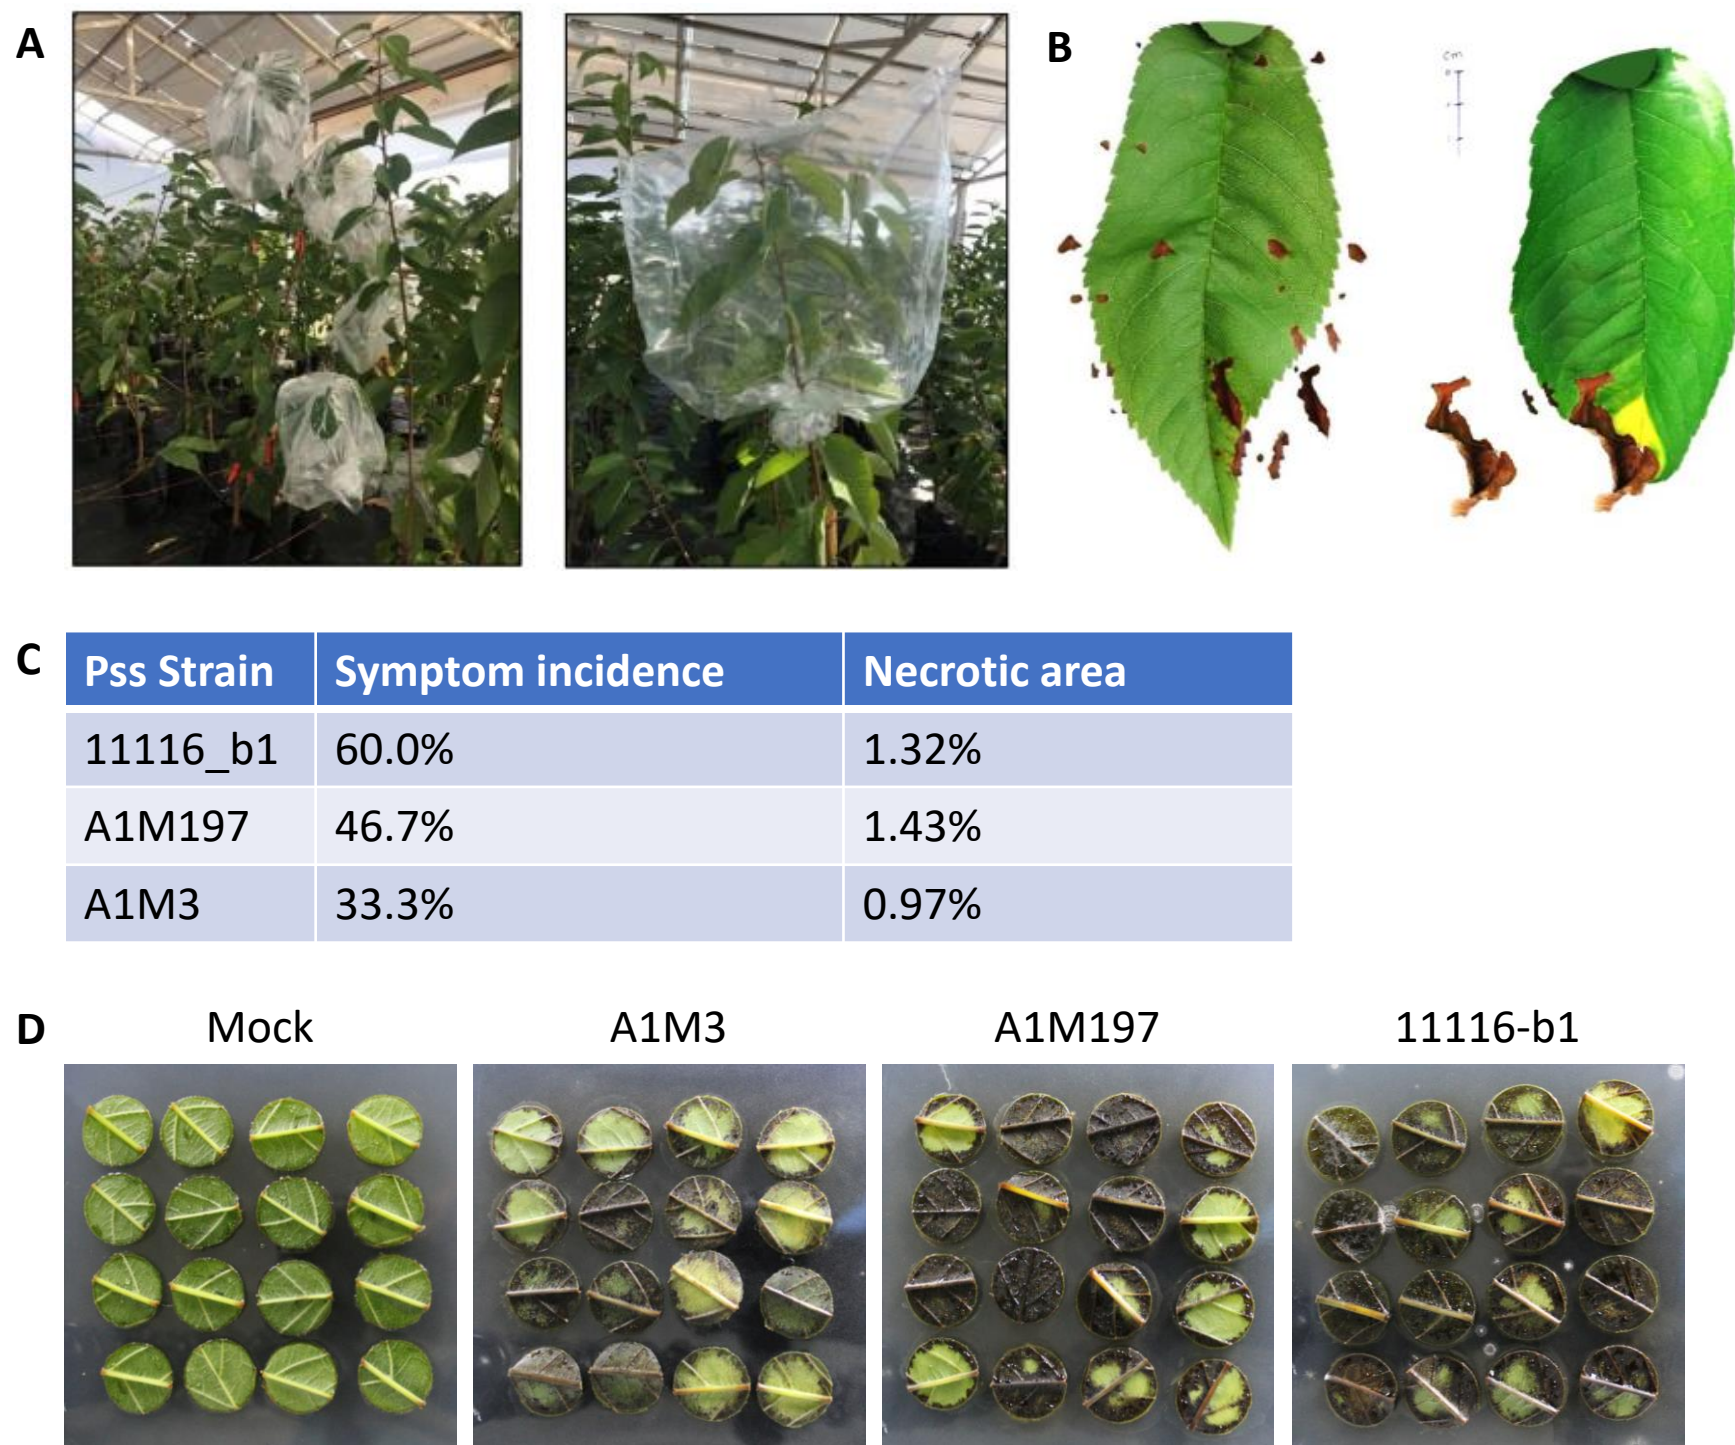 A
B
cm
C
Pss Strain Symptom incidence Necrotic area
11116_b1 60.0% 1.32%
A1M197 46.7% 1.43%
A1M3 33.3% 0.97%
D
Mock A1M3 A1M197 11116-b1